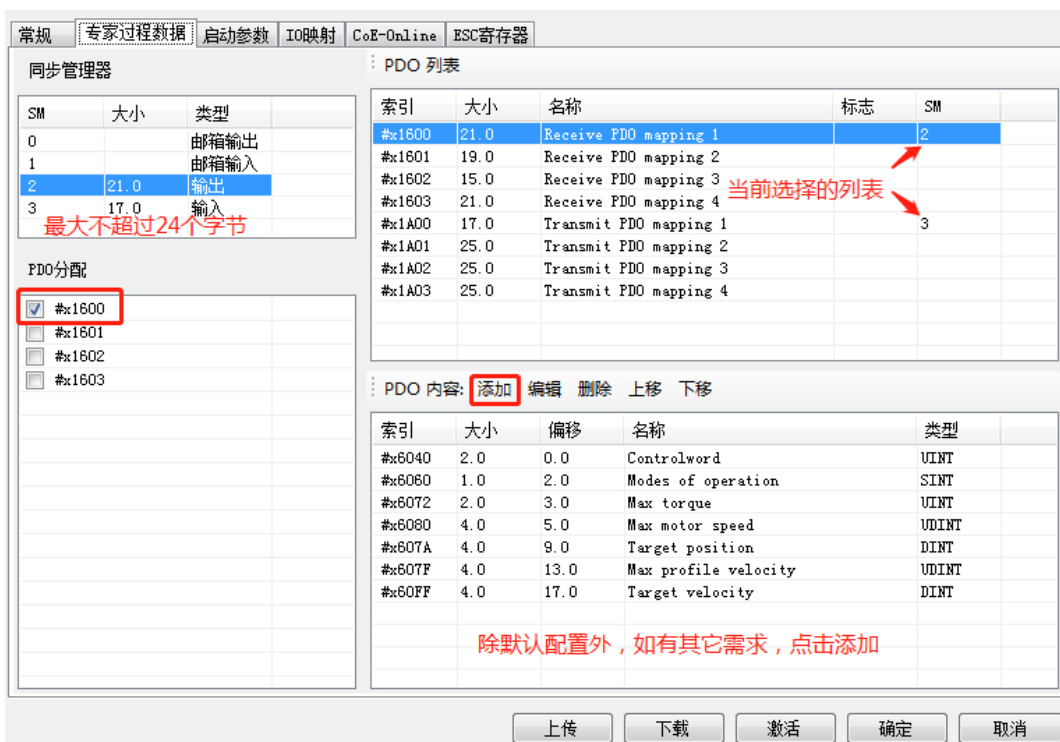 常规 专家过程数据 启动参数 IO映射 CoE-Online ESC寄存器
同步管理器
SM 大小 类型
0 邮箱输出
1 邮箱输入
2 21.0 输出
3 17.0 输入
最大不超过24个字节
PDO分配
#x1600
#x1601
#x1602
#x1603
PDO 列表
索引 大小 名称 标志 SM
#x1600 21.0 Receive PDO mapping 1 2
#x1601 19.0 Receive PDO mapping 2
#x1602 15.0 Receive PDO mapping 3
#x1603 21.0 Receive PDO mapping 4
当前选择的列表
#x1A00 17.0 Transmit PDO mapping 1 3
#x1A01 25.0 Transmit PDO mapping 2
#x1A02 25.0 Transmit PDO mapping 3
#x1A03 25.0 Transmit PDO mapping 4
PDO 内容: 添加 编辑 删除 上移 下移
索引 大小 偏移 名称 类型
#x6040 2.0 0.0 Controlword UINT
#x6060 1.0 2.0 Modes of operation SINT
#x6072 2.0 3.0 Max torque UINT
#x6080 4.0 5.0 Max motor speed UDINT
#x607A 4.0 9.0 Target position DINT
#x607F 4.0 13.0 Max profile velocity UDINT
#x60FF 4.0 17.0 Target velocity DINT
除默认配置外，如有其它需求，点击添加
上传 下载 激活 确定 取消